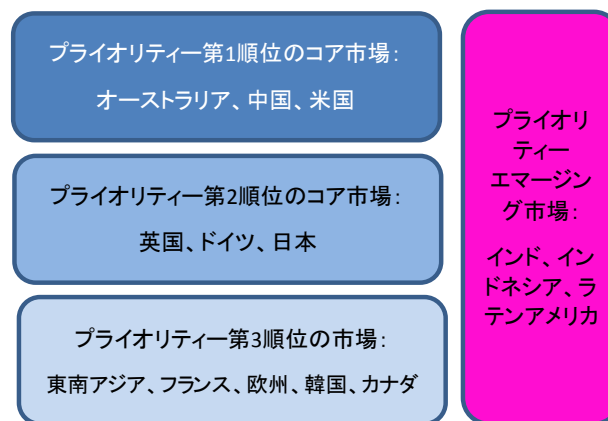 プライオリティー第1順位のコア市場：
オーストラリア、中国、米国
プライオリティー第2順位のコア市場：
英国、ドイツ、日本
プライオリティー第3順位の市場：
東南アジア、フランス、欧州、韓国、カナダ
プライオリ
ティー
エマージン
グ市場：
インド、イン
ドネシア、ラ
テンアメリカ